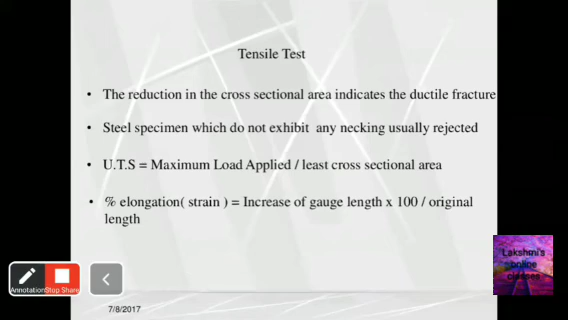 Tensile Test
• The reduction in the cross sectional area indicates the ductile fracture
• Steel specimen which do not exhibit any necking usually rejected
• U.T.S = Maximum Load Applied / least cross sectional area
• % elongation( strain ) = Increase of gauge length x 100 / original
length
Lakshmi's
online
classes
Annotation Stop Share
7/8/2017